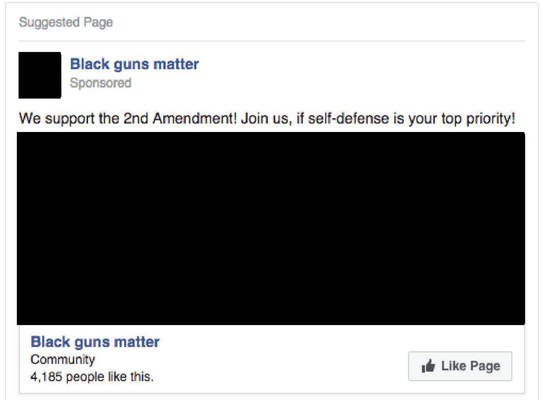 Suggested Page
Black guns matter
Sponsored
We support the 2nd Amendment! Join us, if self-defense is your top priority!
Black guns matter
Community
4,185 people like this.
Like Page